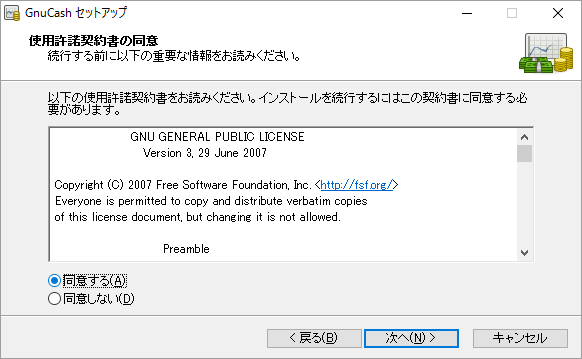 GnuCash セットアップ
使用許諾契約書の同意
続行する前に以下の重要な情報をお読みください。
以下の使用許諾契約書をお読みください。インストールを続行するにはこの契約書に同意する必
要があります。
GNU GENERAL PUBLIC LICENSE
Version 3, 29 June 2007
Copyright (C) 2007 Free Software Foundation, Inc. <http://fsf.org/>
Everyone is permitted to copy and distribute verbatim copies
of this license document, but changing it is not allowed.
Preamble
同意する(A)
同意しない(D)
< 戻る(B)
次へ(N) >
キャンセル